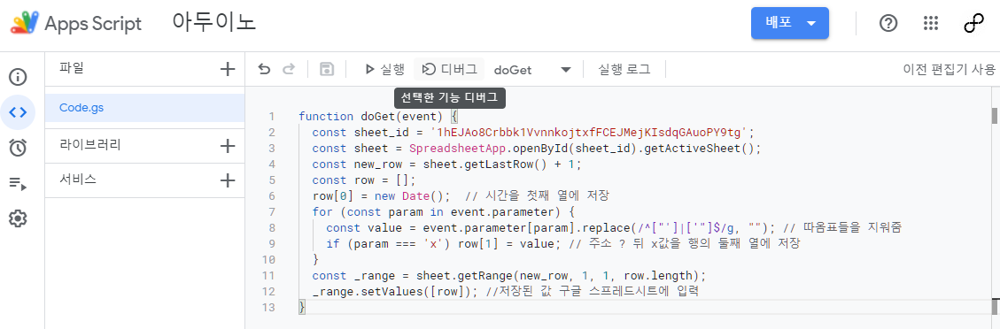 Apps Script 아두이노 배포
파일
실행 디버그 doGet 실행 로그 이전 편집기 사용
선택한 기능 디버그
Code.gs
라이브러리
서비스
1 function doGet(event) {
2 const sheet_id = '1hEJAo8Crbbk1VvnnkojtxfFCEJMejKIsdqGAuoPY9tg';
3 const sheet = SpreadsheetApp.openById(sheet_id).getActiveSheet();
4 const new_row = sheet.getLastRow() + 1;
5 const row = [];
6 row[0] = new Date(); // 시간을 첫째 열에 저장
7 for (const param in event.parameter) {
8 const value = event.parameter[param].replace(/^["']|['"]$/g, ""); // 따옴표들을 지워줌
9 if (param === 'x') row[1] = value; // 주소 ? 뒤 x값을 행의 둘째 열에 저장
10 }
11 const _range = sheet.getRange(new_row, 1, 1, row.length);
12 _range.setValues([row]); //저장된 값 구글 스프레드시트에 입력
13 }